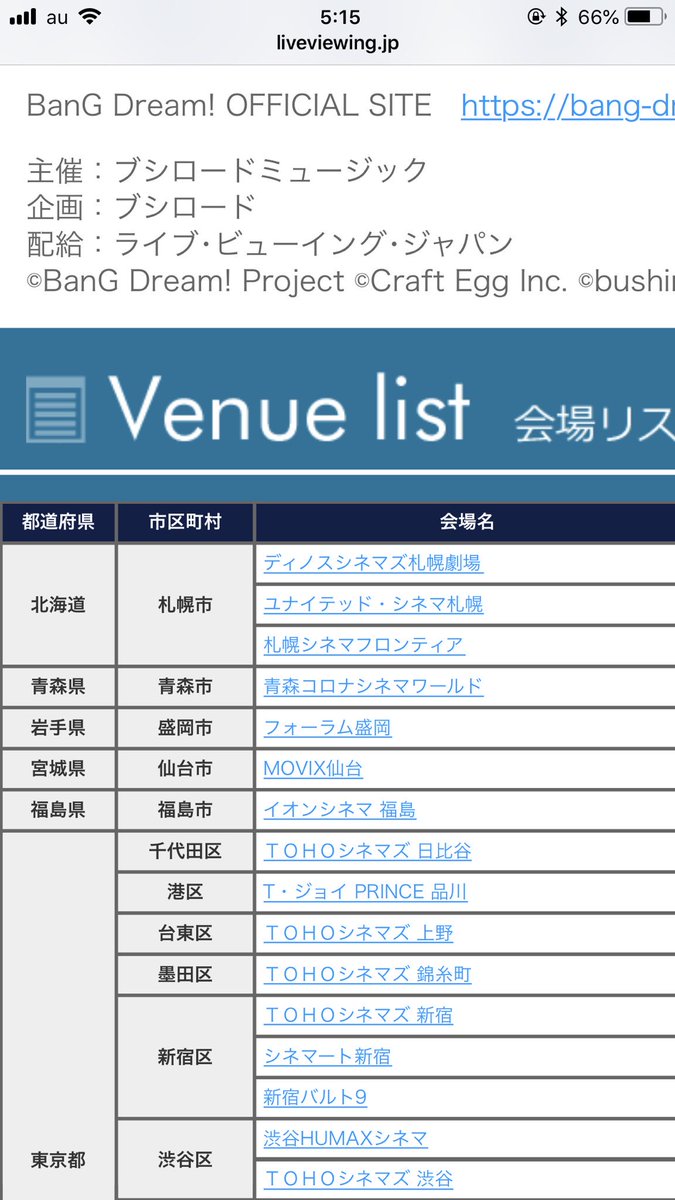 au 5:15 66%
liveviewing.jp
BanG Dream! OFFICIAL SITE https://bang-d
主催：ブシロードミュージック
企画：ブシロード
配給：ライブ・ビューイング・ジャパン
©BanG Dream! Project ©Craft Egg Inc. ©bushi
Venue list 会場リス
都道府県 市区町村 会場名
北海道 札幌市 ディノスシネマズ札幌劇場
ユナイテッド・シネマ札幌
札幌シネマフロンティア
青森県 青森市 青森コロナシネマワールド
岩手県 盛岡市 フォーラム盛岡
宮城県 仙台市 MOVIX仙台
福島県 福島市 イオンシネマ 福島
東京都 千代田区 ＴＯＨＯシネマズ 日比谷
港区 T・ジョイ PRINCE 品川
台東区 ＴＯＨＯシネマズ 上野
墨田区 ＴＯＨＯシネマズ 錦糸町
新宿区 ＴＯＨＯシネマズ 新宿
シネマート新宿
新宿バルト9
渋谷区 渋谷HUMAXシネマ
ＴＯＨＯシネマズ 渋谷